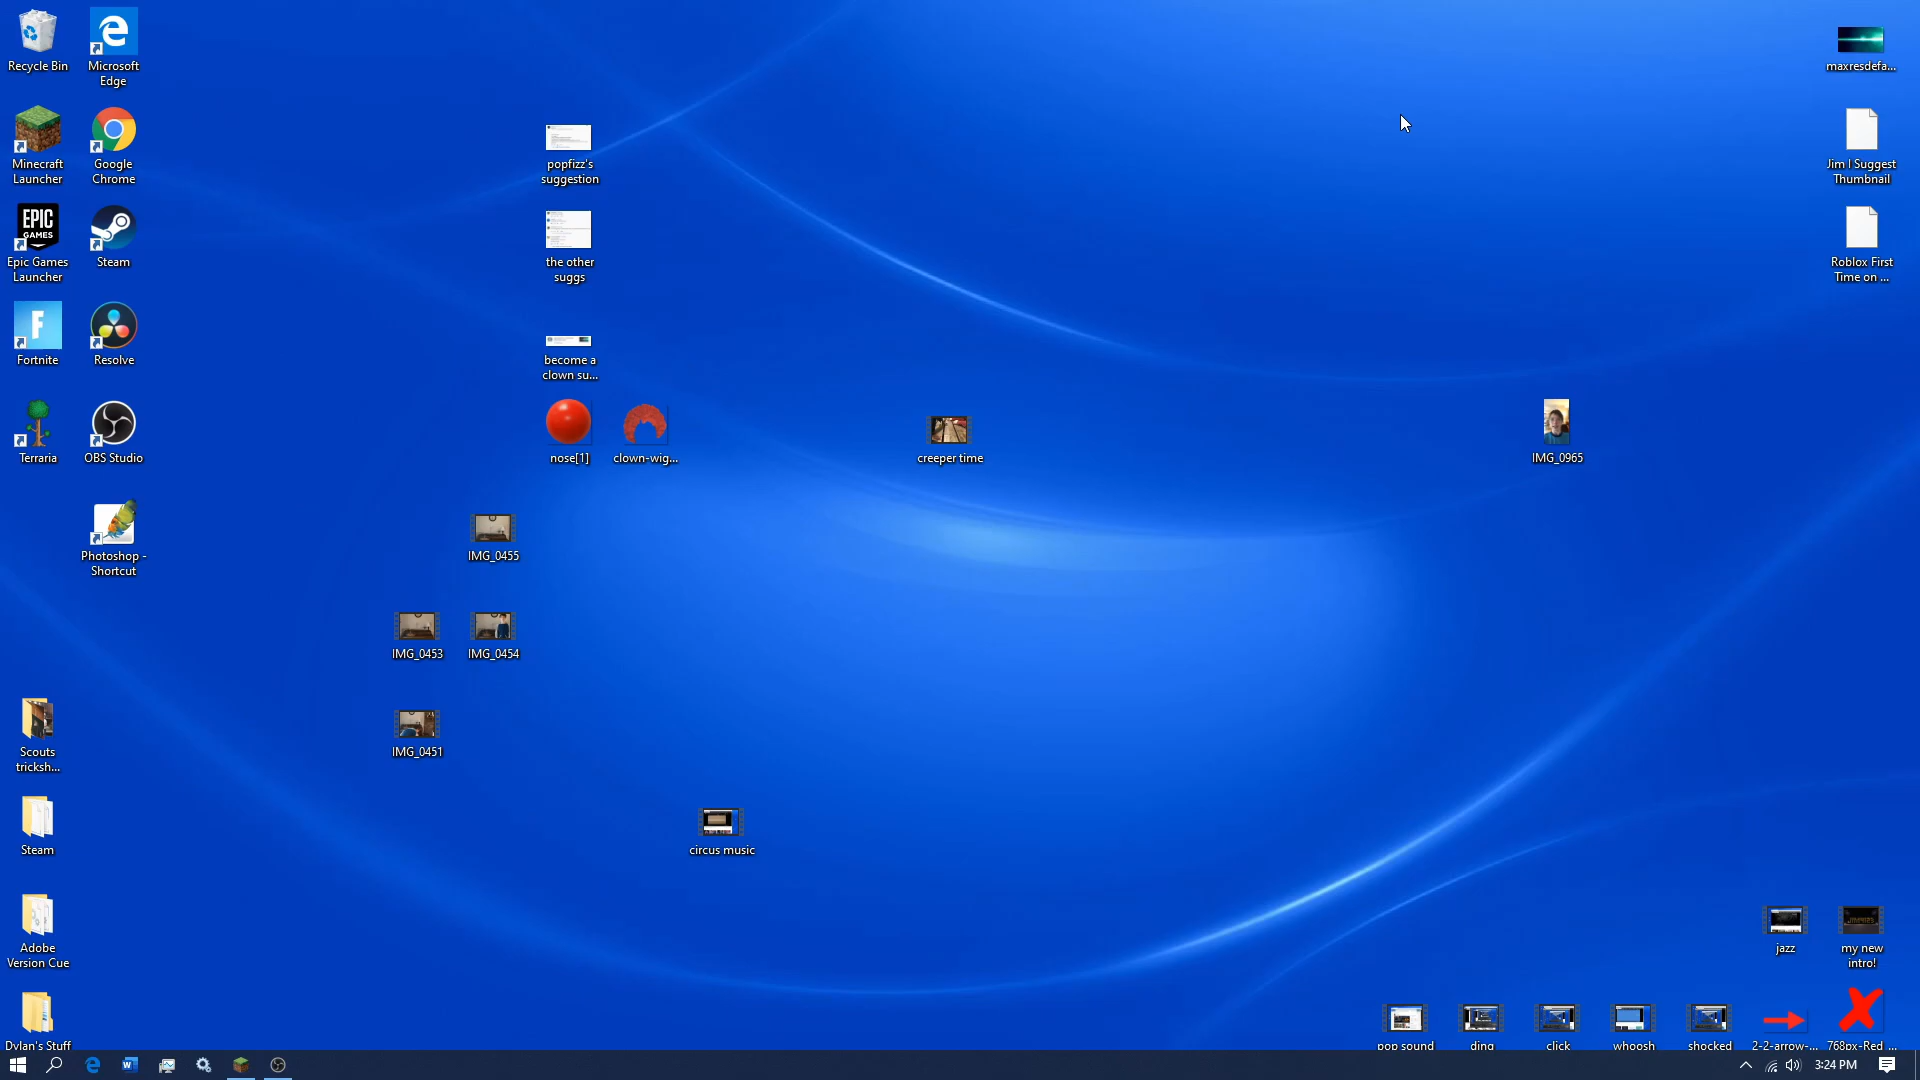 Recycle Bin
Microsoft
Edge
Minecraft
Launcher
Google
Chrome
EPIC
GAMES
Epic Games
Launcher
Steam
Fortnite
Resolve
Terraria
OBS Studio
Photoshop -
Shortcut
Scouts
tricksh...
Steam
Adobe
Version Cue
Dylan's Stuff
popfizz's
suggestion
the other
suggs
become a
clown su...
nose[1]
clown-wig...
IMG_0455
IMG_0453
IMG_0454
IMG_0451
circus music
creeper time
IMG_0965
maxresdefa...
Jim I Suggest
Thumbnail
Roblox First
Time on ...
jazz
my new
intro!
pop sound
ding
click
whoosh
shocked
2-2-arrow-...
768px-Red_...
3:24 PM